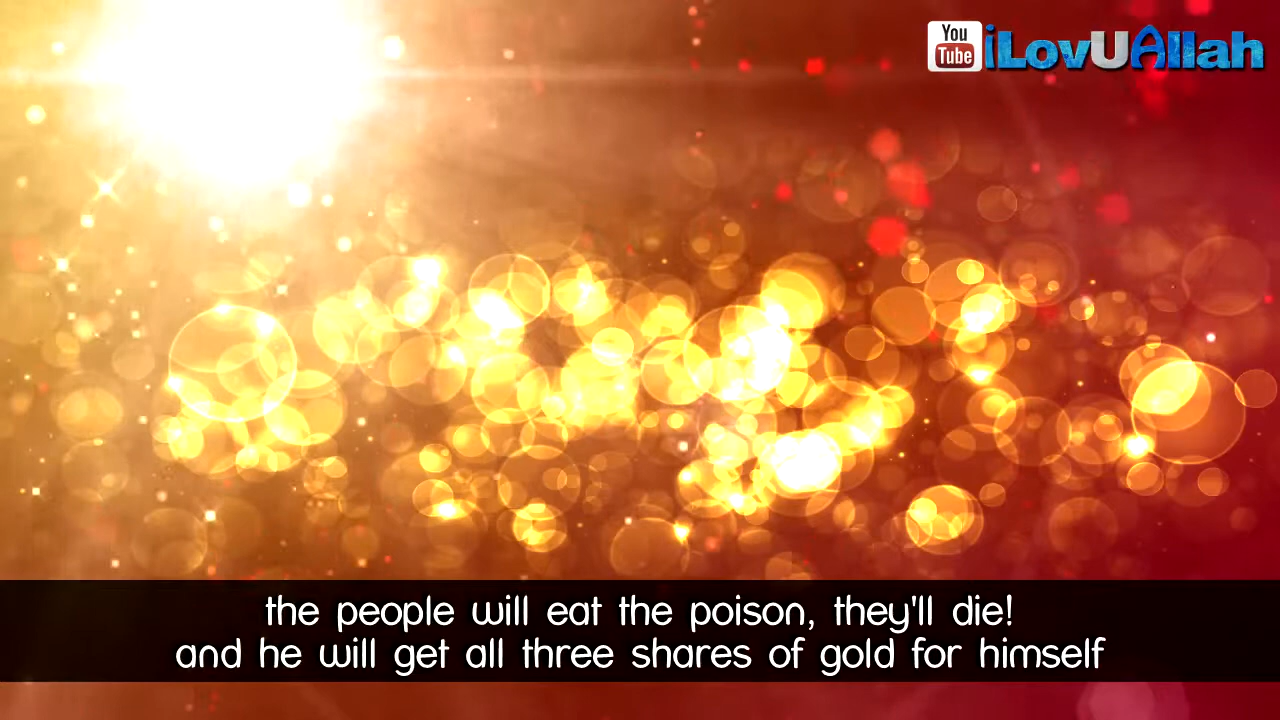 You
Tube
iLovUAllah
the people will eat the poison, they'll die!
and he will get all three shares of gold for himself